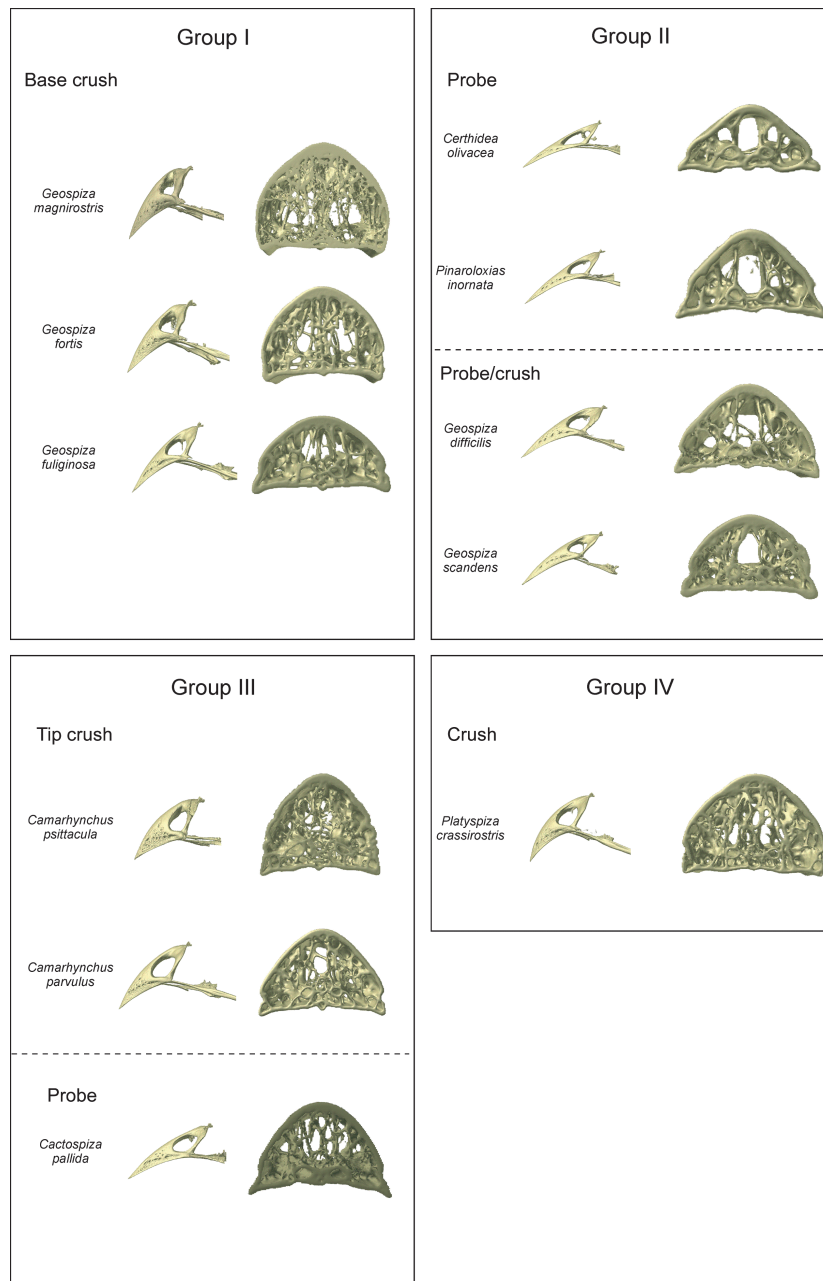 Group I
Base crush
Geospiza
magnirostris
Geospiza
fortis
Geospiza
fuliginosa
Group II
Probe
Certhidea
olivacea
Pinaroloxias
inornata
Probe/crush
Geospiza
difficilis
Geospiza
scandens
Group III
Tip crush
Camarhynchus
psittacula
Camarhynchus
parvulus
Probe
Cactospiza
pallida
Group IV
Crush
Platyspiza
crassirostris